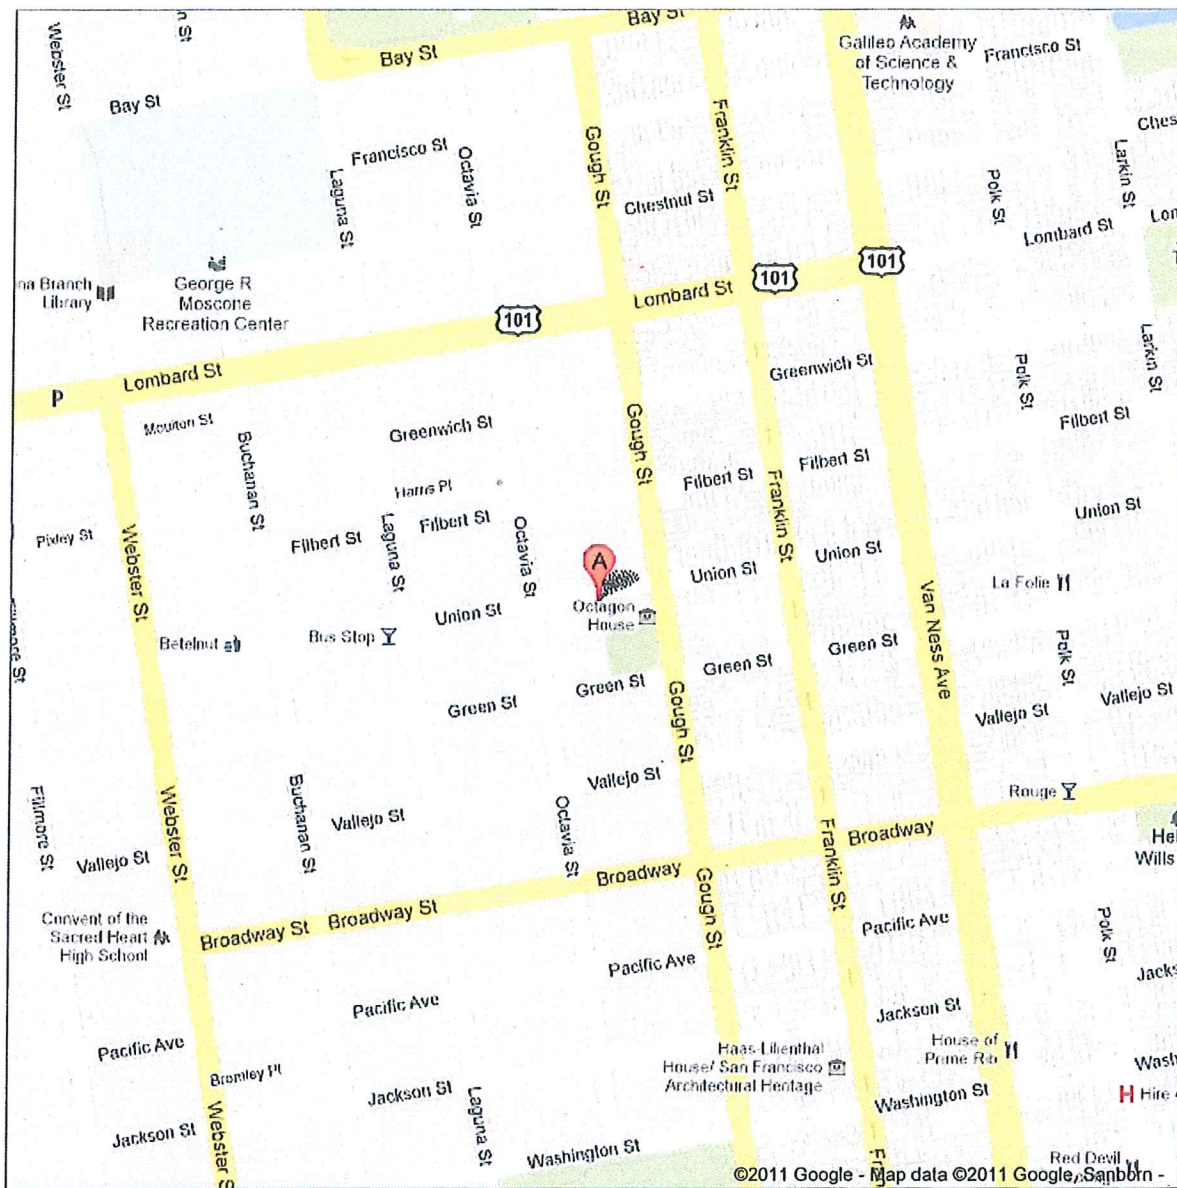 Bay St
Bay St
Webster St
Bay St
Galileo Academy
of Science &
Technology
Francisco St
Francisco St
Laguna St
Octavia St
Gough St
Franklin St
Chestnut St
Polk St
Larkin St
Lombard St
George R
Moscone
Recreation Center
na Branch
Library
101
101
101
Lombard St
Lombard St
P
Moulton St
Buchanan St
Greenwich St
Greenwich St
Gough St
Polk St
Larkin St
Filbert St
Harris Pl
Filbert St
Filbert St
Filbert St
Filbert St
Franklin St
Union St
Pixley St
Webster St
Laguna St
Octavia St
A
Union St
Union St
Union St
La Folie
Octagon
House
Van Ness Ave
Betelnut
Bus Stop
Green St
Green St
Green St
Green St
Gough St
Polk St
Vallejo St
Vallejo St
Vallejo St
Vallejo St
Vallejo St
Fillmore St
Webster St
Buchanan St
Octavia St
Rouge
Broadway
Broadway
Broadway St
Broadway St
Franklin St
Gough St
Wills
Convent of the
Sacred Heart
High School
Pacific Ave
Pacific Ave
Pacific Ave
Pacific Ave
Polk St
Jackson St
Jackson St
Jackson St
Bromley Pl
Haas-Lilienthal
House/ San Francisco
Architectural Heritage
House of
Prime Rib
Laguna St
Webster S
Washington St
Washington St
H Hire
Red Devil
©2011 Google - Map data ©2011 Google, Sanborn -